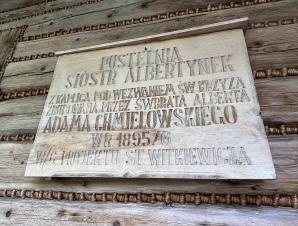 PUSTELNIA
SIÓSTR ALBERTYNEK
Z KAPLICĄ POD WEZWANIEM ŚW KRZYŻA
ZBUDOWANA PRZEZ ŚW BRATA ALBERTA
ADAMA CHMIELOWSKIEGO
W R 1895/6
W/G PROJEKTU ST WITKIEWICZA